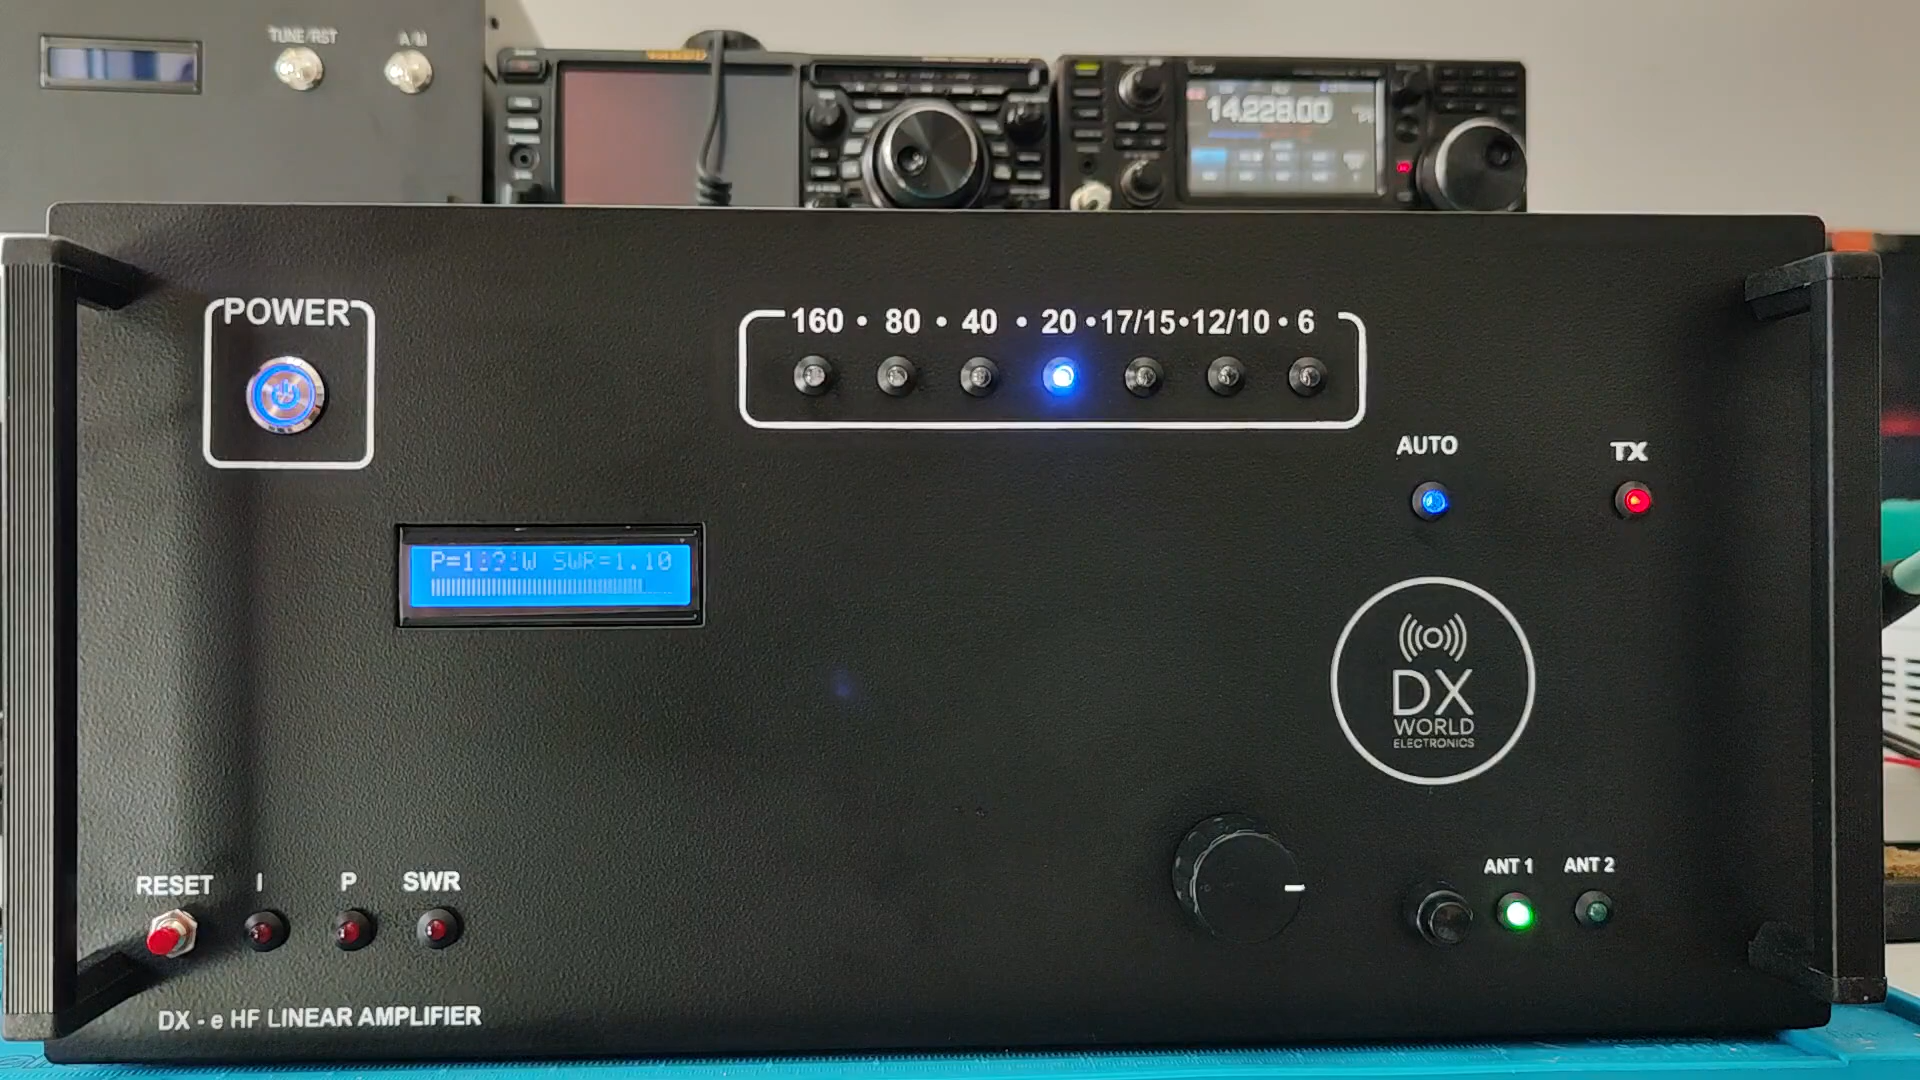 TUNE/RST
A/M
14.228.00
POWER
160 • 80 • 40 • 20 • 17/15 • 12/10 • 6
AUTO
TX
SWR=1.10
DX
WORLD
ELECTRONICS
ANT 1 ANT 2
RESET I P SWR
DX - e HF LINEAR AMPLIFIER